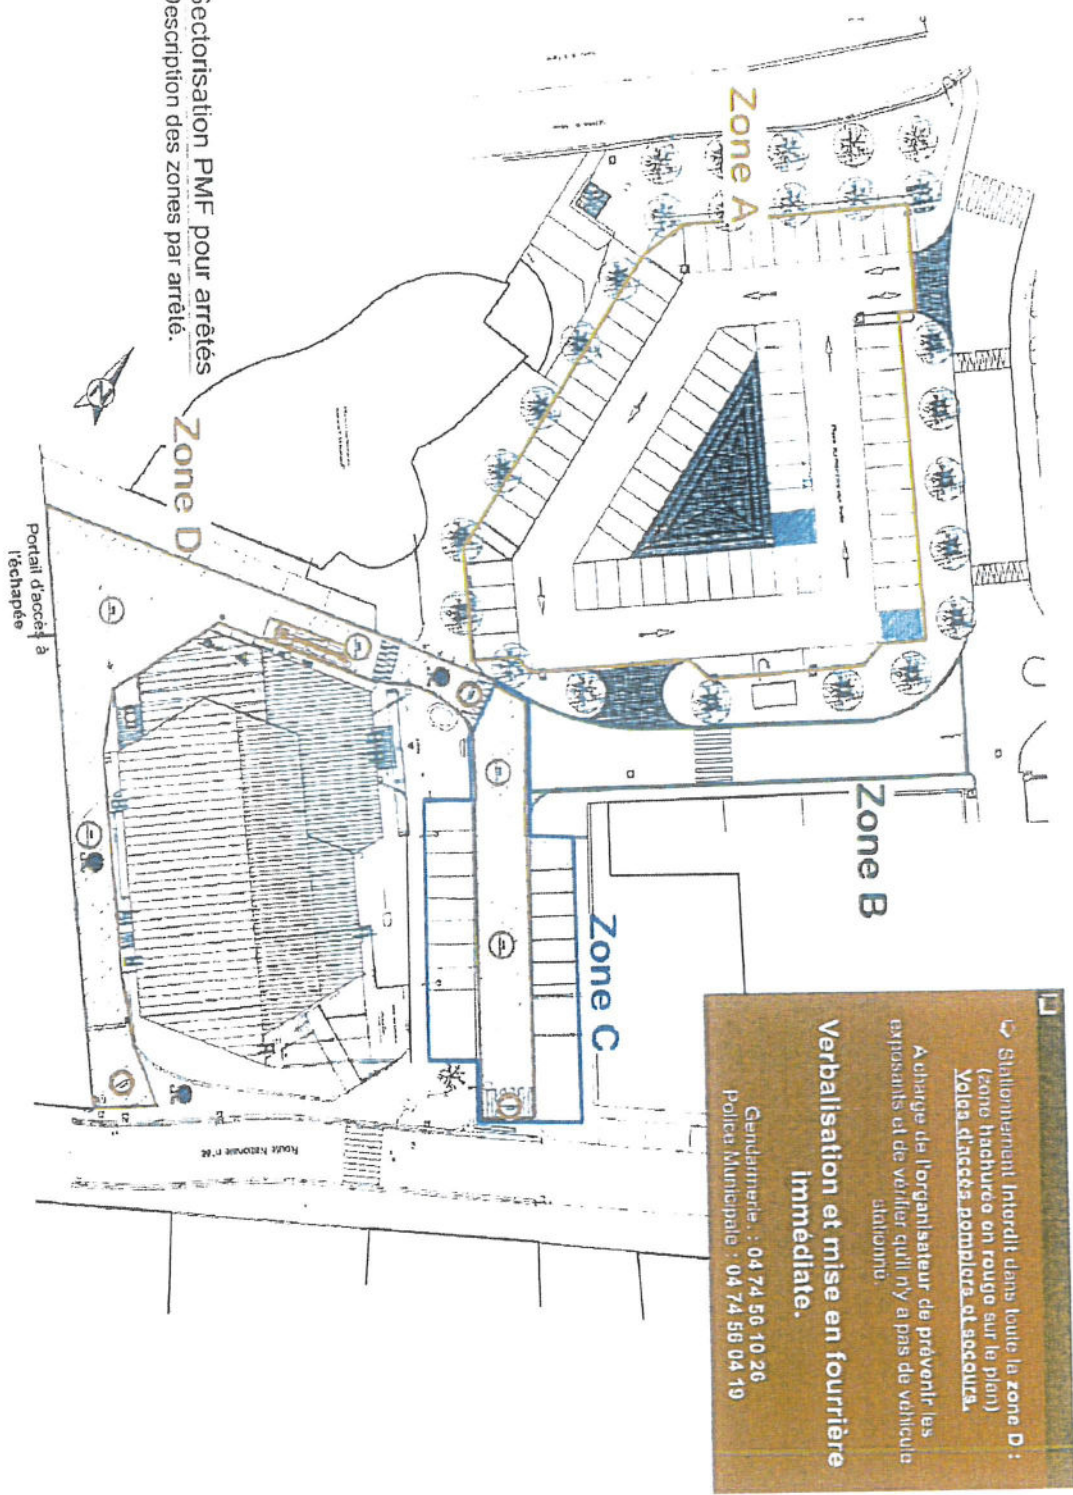 Sectorisation PMF pour arrêtés
Description des zones par arrêté.
Zone A
Zone B
Zone C
Zone D
Portail d'accès à
l'échapée
Route Nationale n°86
Stationnement Interdit dans toute la zone D :
(zone hachurée en rouge sur le plan)
Voies d'accès pompiers et secours.
A charge de l'organisateur de prévenir les
exposants et de vérifier qu'il n'y a pas de véhicule
stationné.
Verbalisation et mise en fourrière
immédiate.
Gendarmerie : 04 74 56 10 26
Police Municipale : 04 74 56 04 19